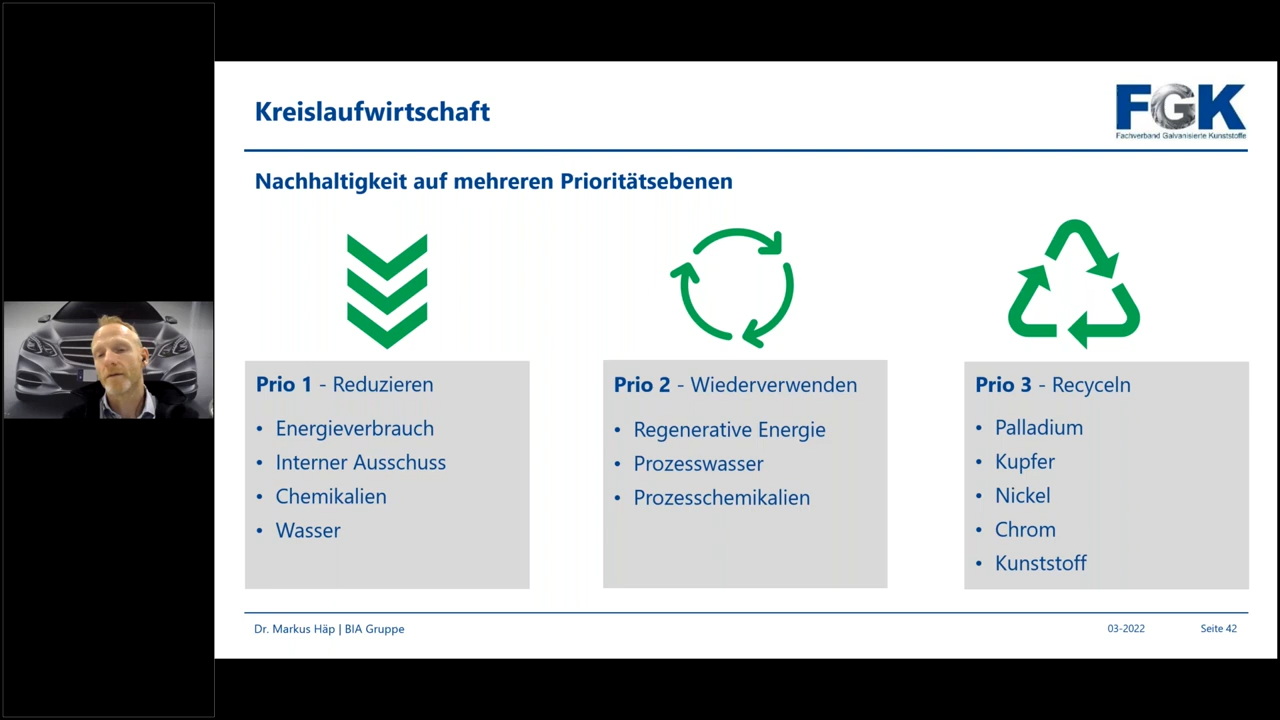 Kreislaufwirtschaft
FGK
Fachverband Galvanisierte Kunststoffe
Nachhaltigkeit auf mehreren Prioritätsebenen
Prio 1 - Reduzieren
• Energieverbrauch
• Interner Ausschuss
• Chemikalien
• Wasser
Prio 2 - Wiederverwenden
• Regenerative Energie
• Prozesswasser
• Prozesschemikalien
Prio 3 - Recyceln
• Palladium
• Kupfer
• Nickel
• Chrom
• Kunststoff
Dr. Markus Häp | BIA Gruppe
03-2022
Seite 42